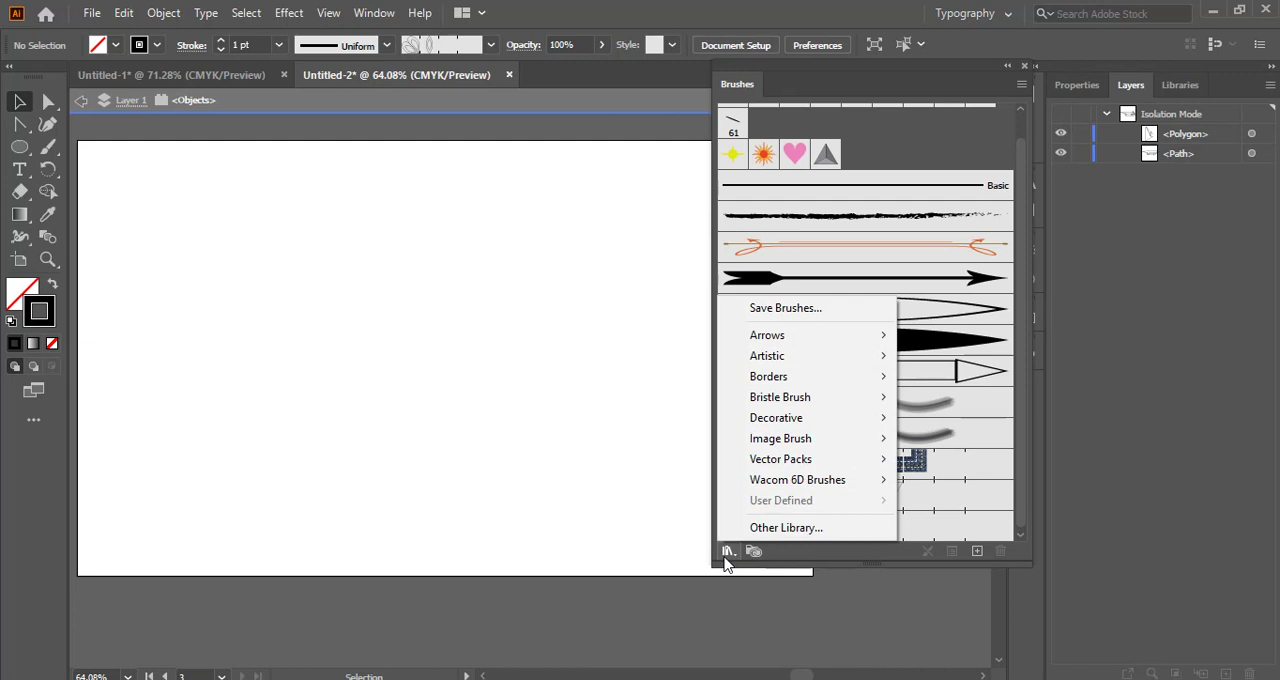 Ai File Edit Object Type Select Effect View Window Help Typography Search Adobe Stock
No Selection Stroke: 1 pt Uniform Opacity: 100% Style: Document Setup Preferences
Untitled-1* @ 71.28% (CMYK/Preview) Untitled-2* @ 64.08% (CMYK/Preview)
Layer 1 <Objects>
Brushes
61
Basic
Save Brushes...
Arrows
Artistic
Borders
Bristle Brush
Decorative
Image Brush
Vector Packs
Wacom 6D Brushes
User Defined
Other Library...
Properties Layers Libraries
Isolation Mode
<Polygon>
<Path>
64.08% 3 Selection